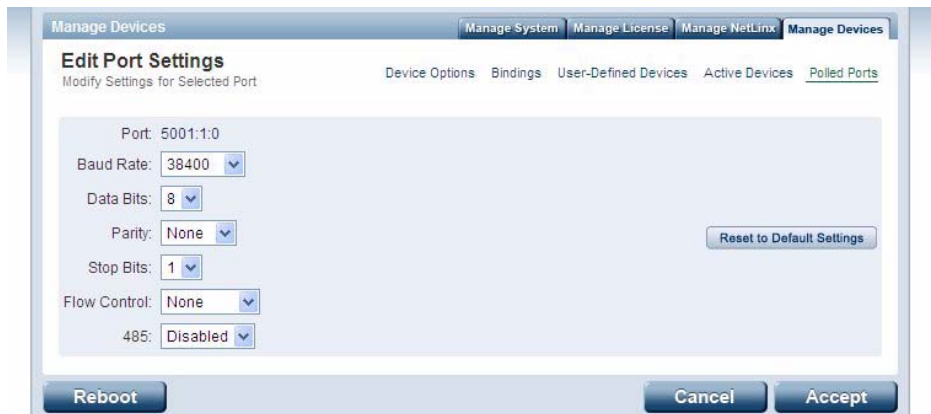 Manage Devices
Manage System Manage License Manage NetLinx Manage Devices
Edit Port Settings
Modify Settings for Selected Port
Device Options Bindings User-Defined Devices Active Devices Polled Ports
Port: 5001:1:0
Baud Rate: 38400
Data Bits: 8
Parity: None
Reset to Default Settings
Stop Bits: 1
Flow Control: None
485: Disabled
Reboot Cancel Accept